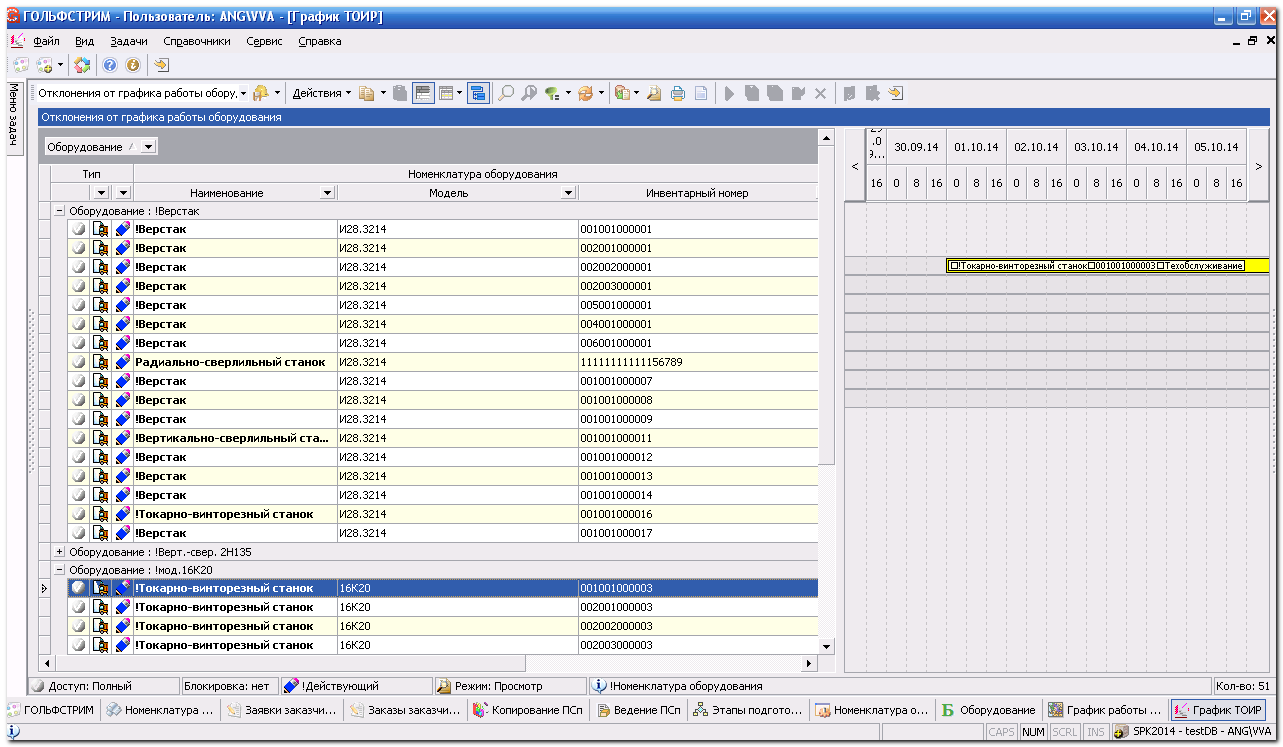 ГОЛЬФСТРИМ - Пользователь: ANG\VVA - [График ТОИР]
Файл Вид Задачи Справочники Сервис Справка
Меню задач
Отклонения от графика работы обору, Действия
Отклонения от графика работы оборудования
Оборудование
Тип Номенклатура оборудования
Наименование Модель Инвентарный номер
< 30.09.14 01.10.14 02.10.14 03.10.14 04.10.14 05.10.14 >
16 0 8 16 0 8 16 0 8 16 0 8 16 0 8 16 0 8 16
Оборудование : !Верстак
!Верстак И28.3214 001001000001
!Верстак И28.3214 002001000001
!Верстак И28.3214 002002000001
!Токарно-винторезный станок 001001000003 Техобслуживание
!Верстак И28.3214 002003000001
!Верстак И28.3214 005001000001
!Верстак И28.3214 004001000001
!Верстак И28.3214 006001000001
Радиально-сверлильный станок И28.3214 11111111111156789
!Верстак И28.3214 001001000007
!Верстак И28.3214 001001000008
!Верстак И28.3214 001001000009
!Вертикально-сверлильный ста... И28.3214 001001000011
!Верстак И28.3214 001001000012
!Верстак И28.3214 001001000013
!Верстак И28.3214 001001000014
!Токарно-винторезный станок И28.3214 001001000016
!Верстак И28.3214 001001000017
Оборудование : !Верт.-свер. 2Н135
Оборудование : !мод.16К20
!Токарно-винторезный станок 16К20 001001000003
!Токарно-винторезный станок 16К20 002001000003
!Токарно-винторезный станок 16К20 002002000003
!Токарно-винторезный станок 16К20 002003000003
Доступ: Полный Блокировка: нет !Действующий Режим: Просмотр !Номенклатура оборудования Кол-во: 51
ГОЛЬФСТРИМ Номенклатура ... Заявки заказчи... Заказы заказчи... Копирование ПСп Ведение ПСп Этапы подгото... Номенклатура о... Оборудование График работы ... График ТОИР
CAPS NUM SCRL INS SPK2014 - testDB - ANG\VVA